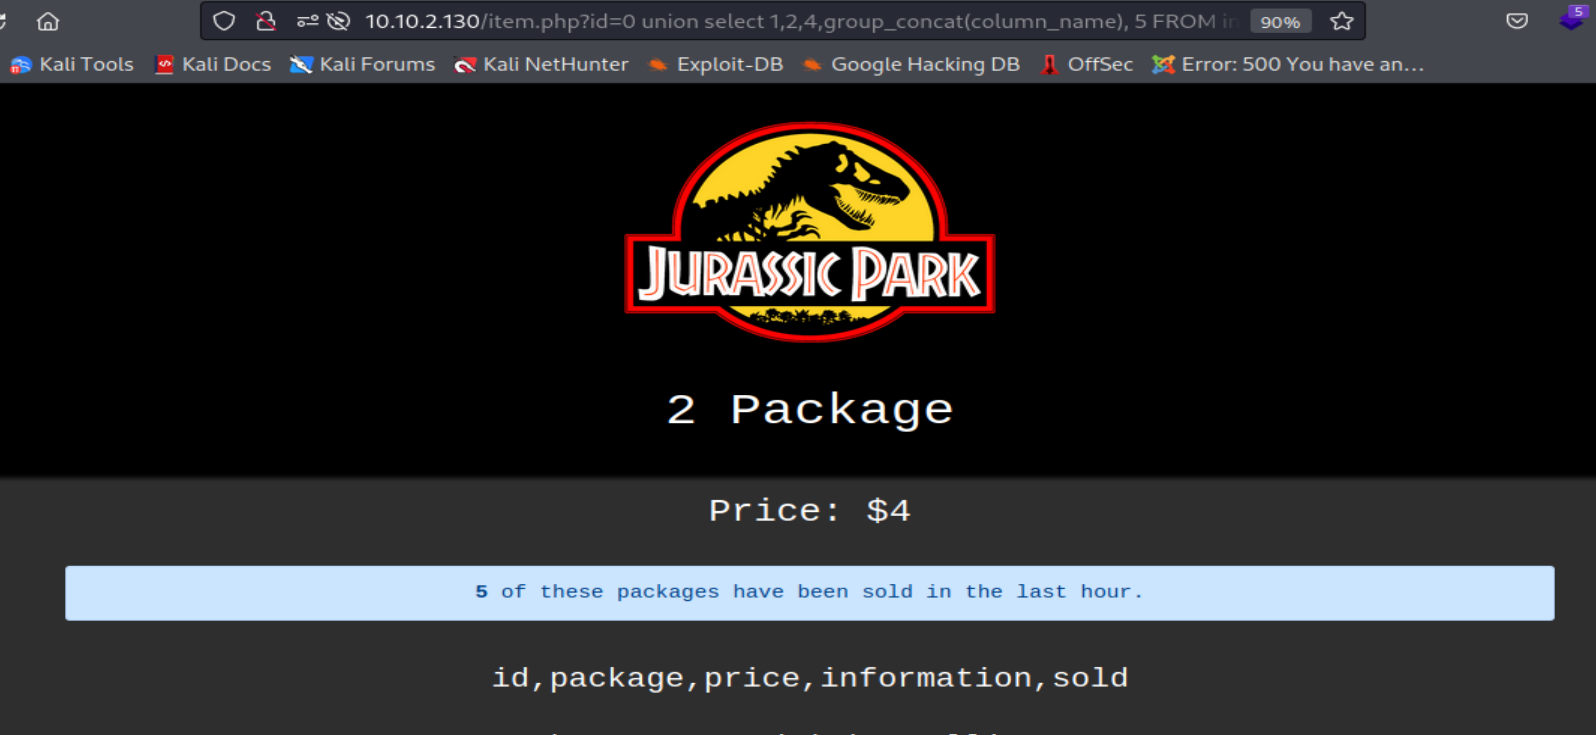 10.10.2.130/item.php?id=0 union select 1,2,4,group_concat(column_name), 5 FROM in
90%
5
Kali Tools
Kali Docs
Kali Forums
Kali NetHunter
Exploit-DB
Google Hacking DB
OffSec
Error: 500 You have an...
JURASSIC PARK
2 Package
Price: $4
5 of these packages have been sold in the last hour.
id,package,price,information,sold